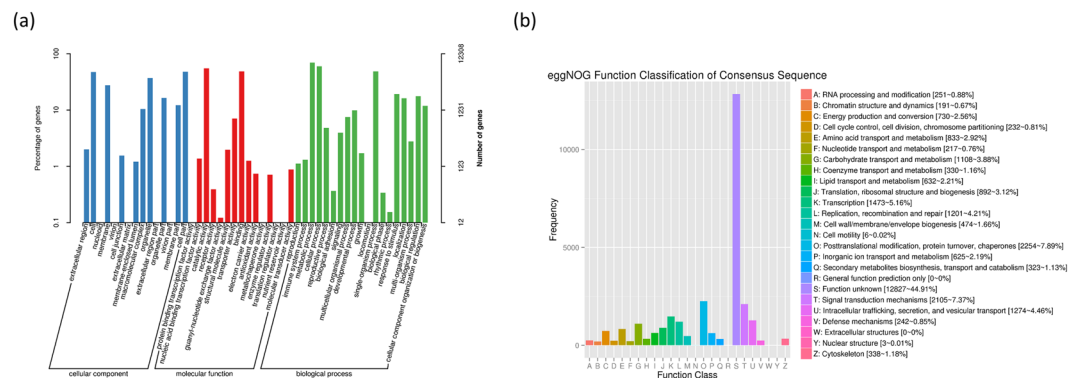 (a)
(b)
100
10
1
0.1
Percentage of genes
12308
1231
123
12
Number of genes
extracellular region
cell
nucleoid
membrane
cell junction
extracellular matrix
membrane-enclosed lumen
macromolecular complex
organelle
extracellular region part
organelle part
virion part
membrane part
cell part
protein binding transcription factor activity
nucleic acid binding transcription factor activity
catalytic activity
receptor activity
guanyl-nucleotide exchange factor activity
structural molecule activity
transporter activity
binding
electron carrier activity
antioxidant activity
metallochaperone activity
enzyme regulator activity
translation regulator activity
nutrient reservoir activity
molecular transducer activity
reproduction
immune system process
metabolic process
cellular process
reproductive process
biological adhesion
signaling
multicellular organismal process
developmental process
growth
single-organism process
biological phase
rhythmic process
response to stimulus
localization
multi-organism process
biological regulation
cellular component organization or biogenesis
cellular component
molecular function
biological process
eggNOG Function Classification of Consensus Sequence
10000
5000
0
Frequency
A B C D E F G H I J K L M N O P Q R S T U V W Y Z
Function Class
A: RNA processing and modification [251~0.88%]
B: Chromatin structure and dynamics [191~0.67%]
C: Energy production and conversion [730~2.56%]
D: Cell cycle control, cell division, chromosome partitioning [232~0.81%]
E: Amino acid transport and metabolism [833~2.92%]
F: Nucleotide transport and metabolism [217~0.76%]
G: Carbohydrate transport and metabolism [1108~3.88%]
H: Coenzyme transport and metabolism [330~1.16%]
I: Lipid transport and metabolism [632~2.21%]
J: Translation, ribosomal structure and biogenesis [892~3.12%]
K: Transcription [1473~5.16%]
L: Replication, recombination and repair [1201~4.21%]
M: Cell wall/membrane/envelope biogenesis [474~1.66%]
N: Cell motility [6~0.02%]
O: Posttranslational modification, protein turnover, chaperones [2254~7.89%]
P: Inorganic ion transport and metabolism [625~2.19%]
Q: Secondary metabolites biosynthesis, transport and catabolism [323~1.13%]
R: General function prediction only [0~0%]
S: Function unknown [12827~44.91%]
T: Signal transduction mechanisms [2105~7.37%]
U: Intracellular trafficking, secretion, and vesicular transport [1274~4.46%]
V: Defense mechanisms [242~0.85%]
W: Extracellular structures [0~0%]
Y: Nuclear structure [3~0.01%]
Z: Cytoskeleton [338~1.18%]